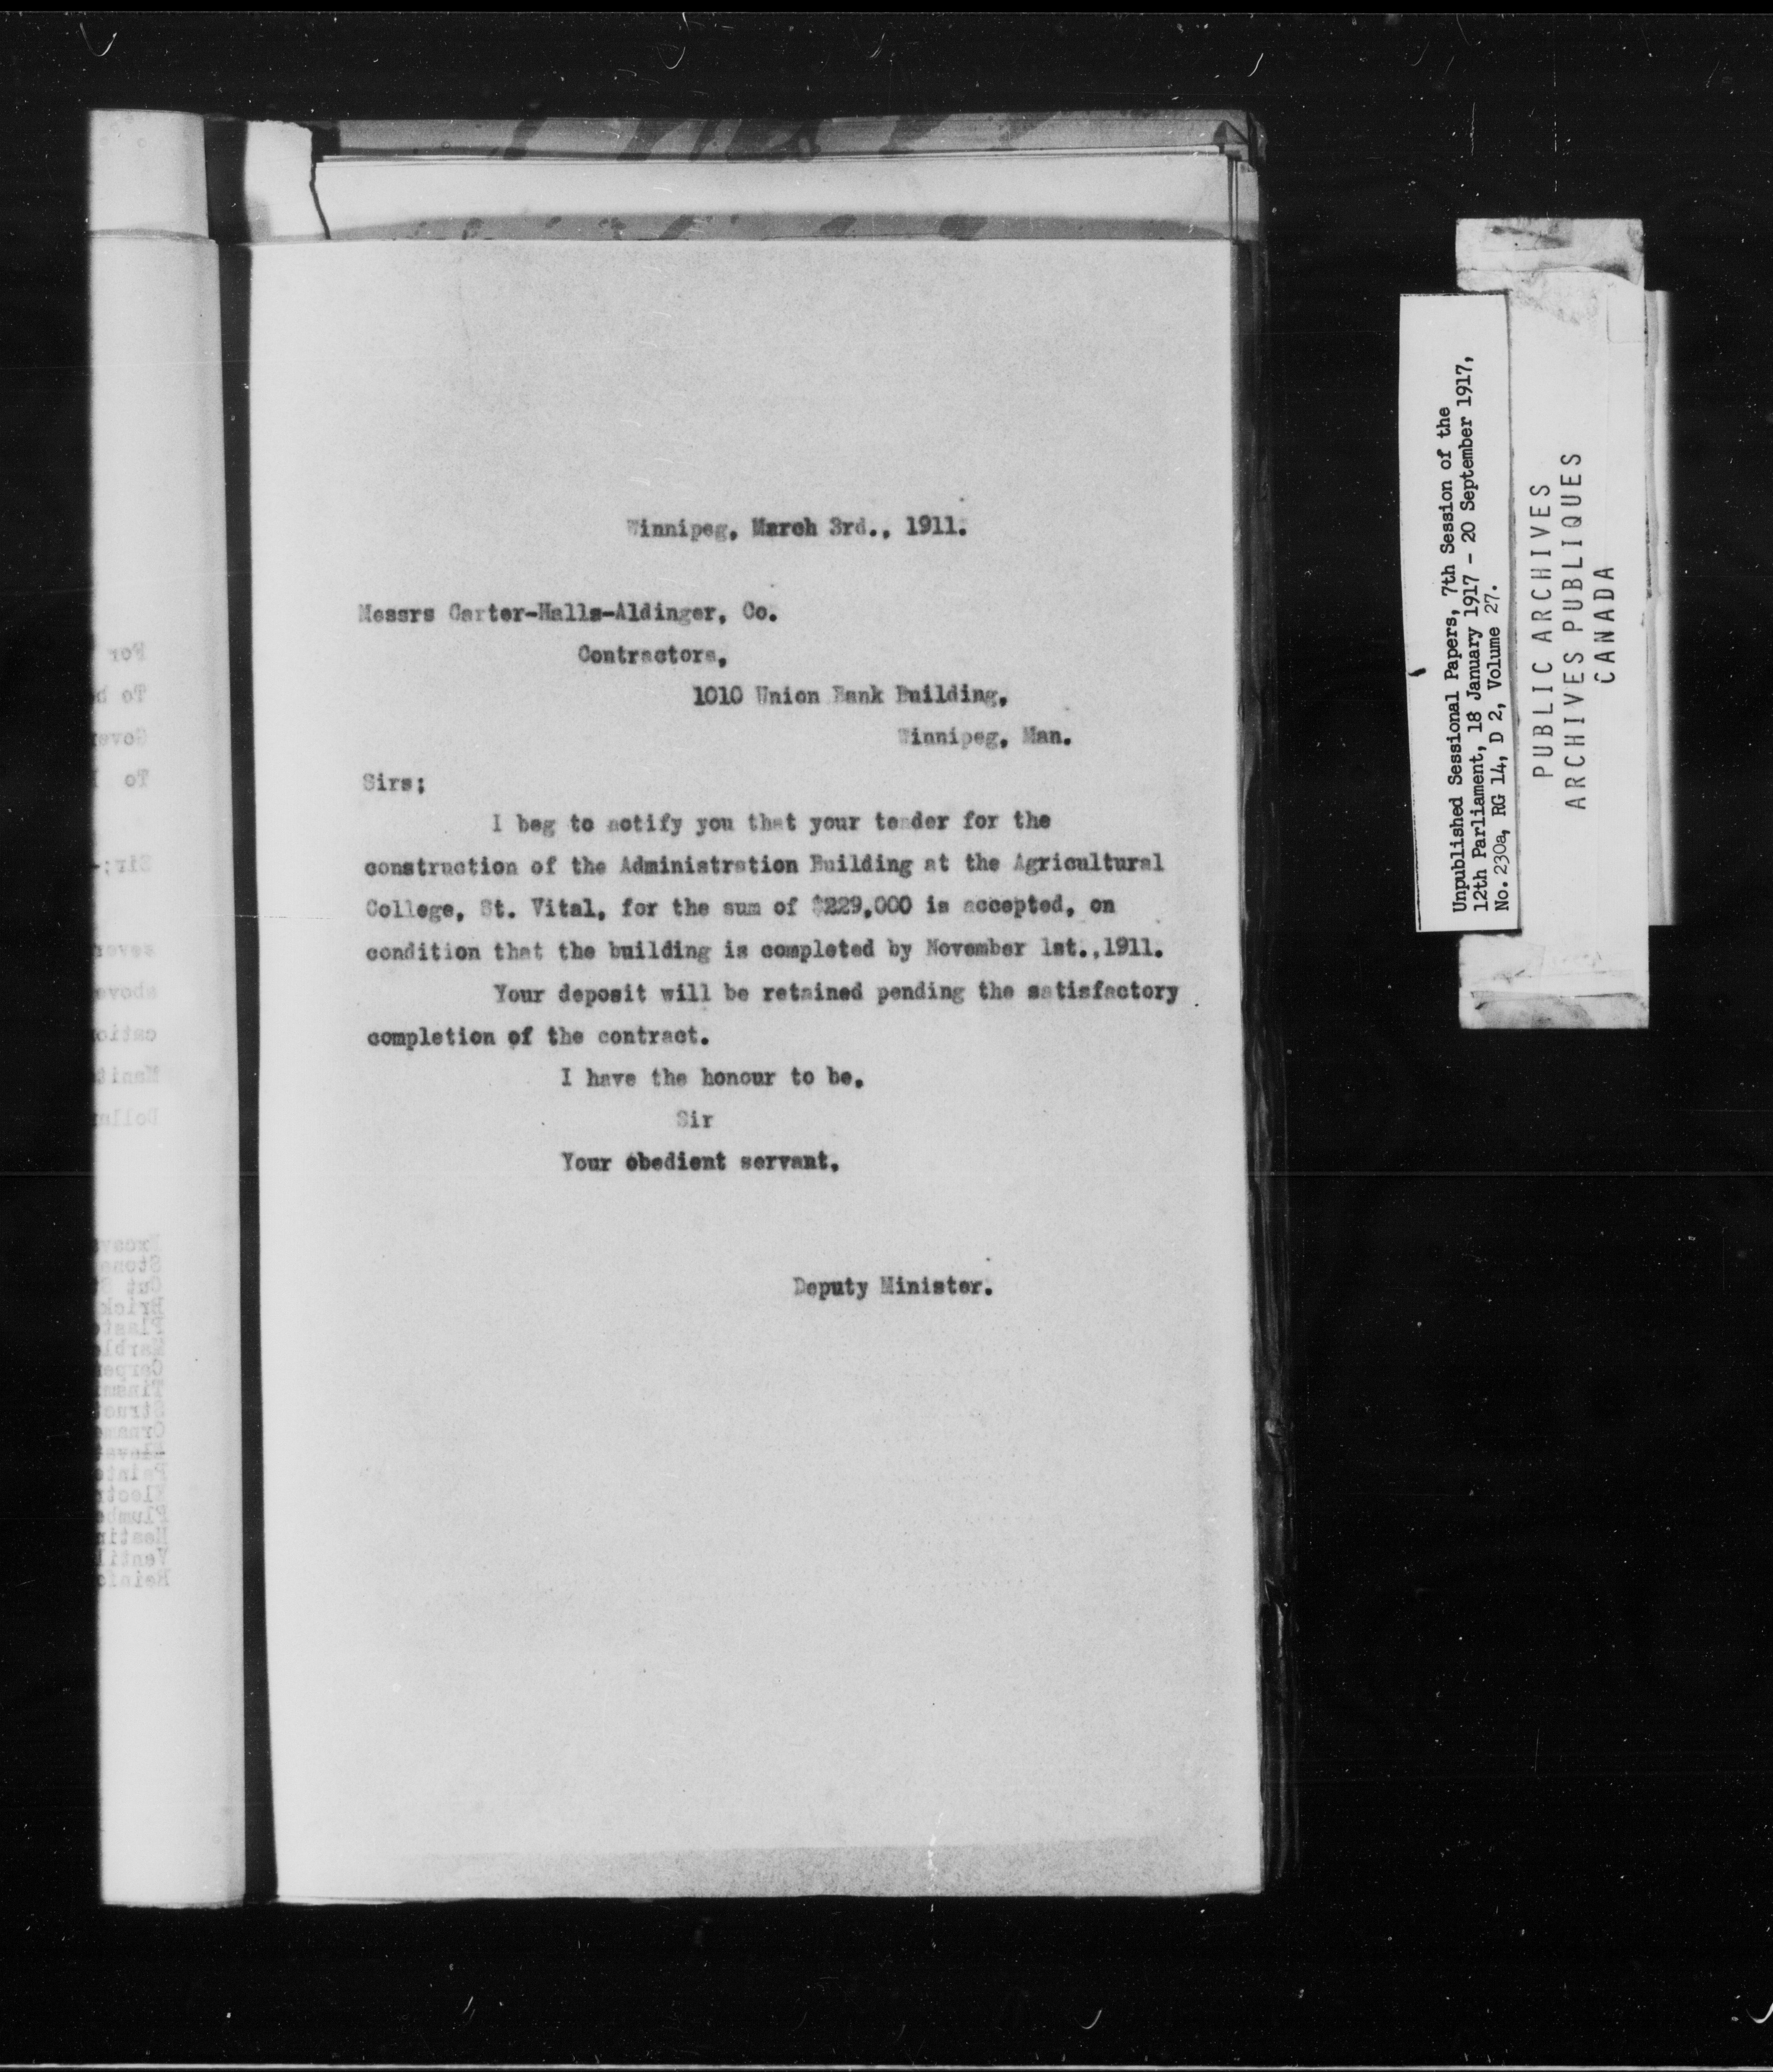 Winnipeg, March 3rd., 1911.
Messrs Carter-Halls-Aldinger, Co.
Contractors,
1010 Union Bank Building,
Winnipeg, Man.
Sirs;
I beg to notify you that your tender for the
construction of the Administration Building at the Agricultural
College, St. Vital, for the sum of $229,000 is accepted, on
condition that the building is completed by November 1st.,1911.
Your deposit will be retained pending the satisfactory
completion of the contract.
I have the honour to be,
Sir
Your obedient servant,
Deputy Minister.
Unpublished Sessional Papers, 7th Session of the
12th Parliament, 18 January 1917 - 20 September 1917,
No. 230a, RG 14, D 2, Volume 27.
PUBLIC ARCHIVES
ARCHIVES PUBLIQUES
CANADA